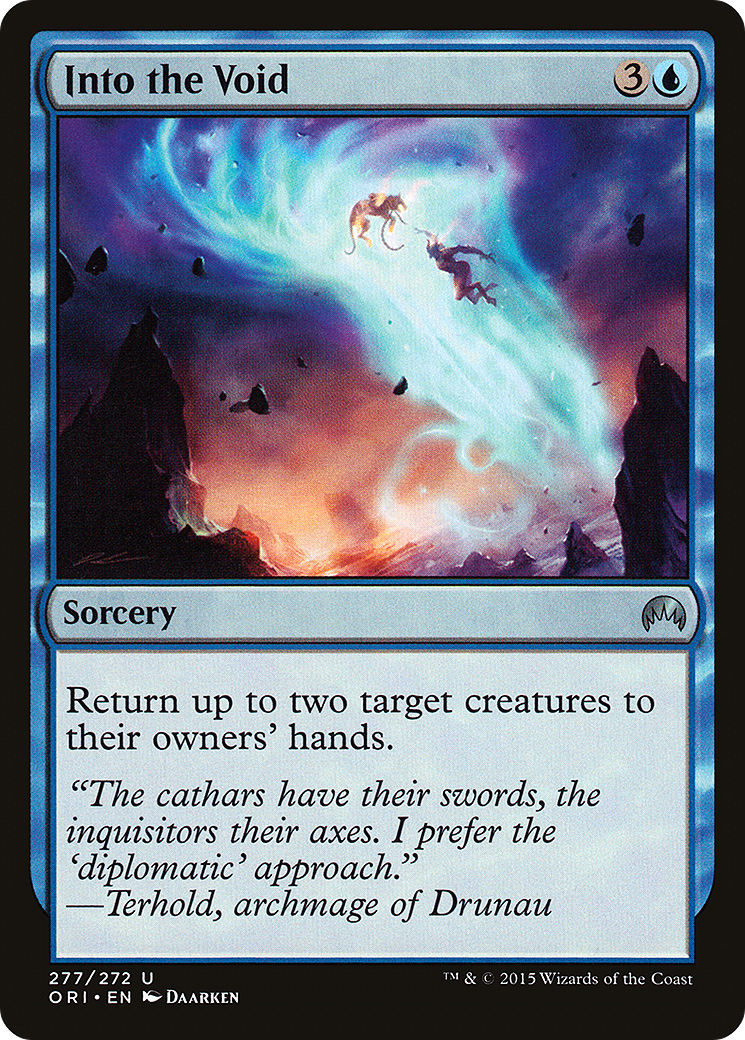 Into the Void
3
Sorcery
Return up to two target creatures to
their owners’ hands.
“The cathars have their swords, the
inquisitors their axes. I prefer the
‘diplomatic’ approach.”
—Terhold, archmage of Drunau
277/272 U
ORI • EN DAARKEN
™ & © 2015 Wizards of the Coast